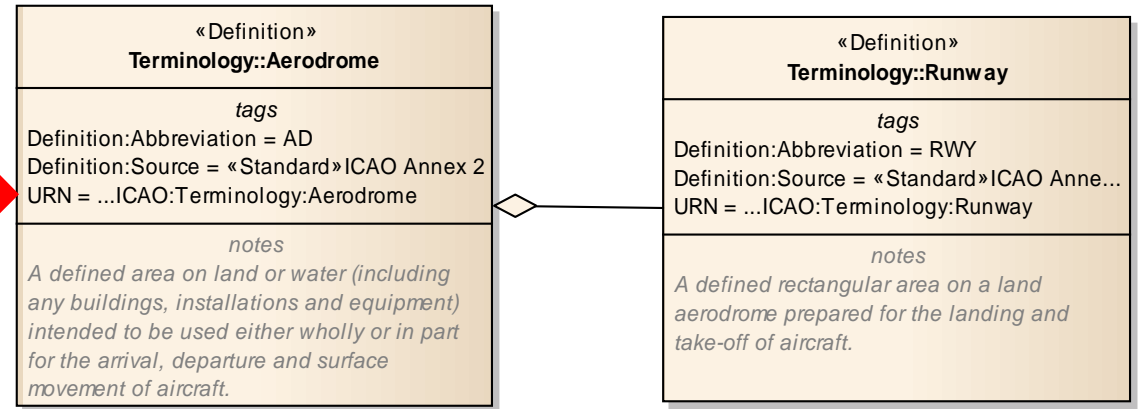 «Definition»
Terminology::Aerodrome
tags
Definition:Abbreviation = AD
Definition:Source = «Standard»ICAO Annex 2
URN = ...ICAO:Terminology:Aerodrome
notes
A defined area on land or water (including
any buildings, installations and equipment)
intended to be used either wholly or in part
for the arrival, departure and surface
movement of aircraft.
«Definition»
Terminology::Runway
tags
Definition:Abbreviation = RWY
Definition:Source = «Standard»ICAO Anne...
URN = ...ICAO:Terminology:Runway
notes
A defined rectangular area on a land
aerodrome prepared for the landing and
take-off of aircraft.